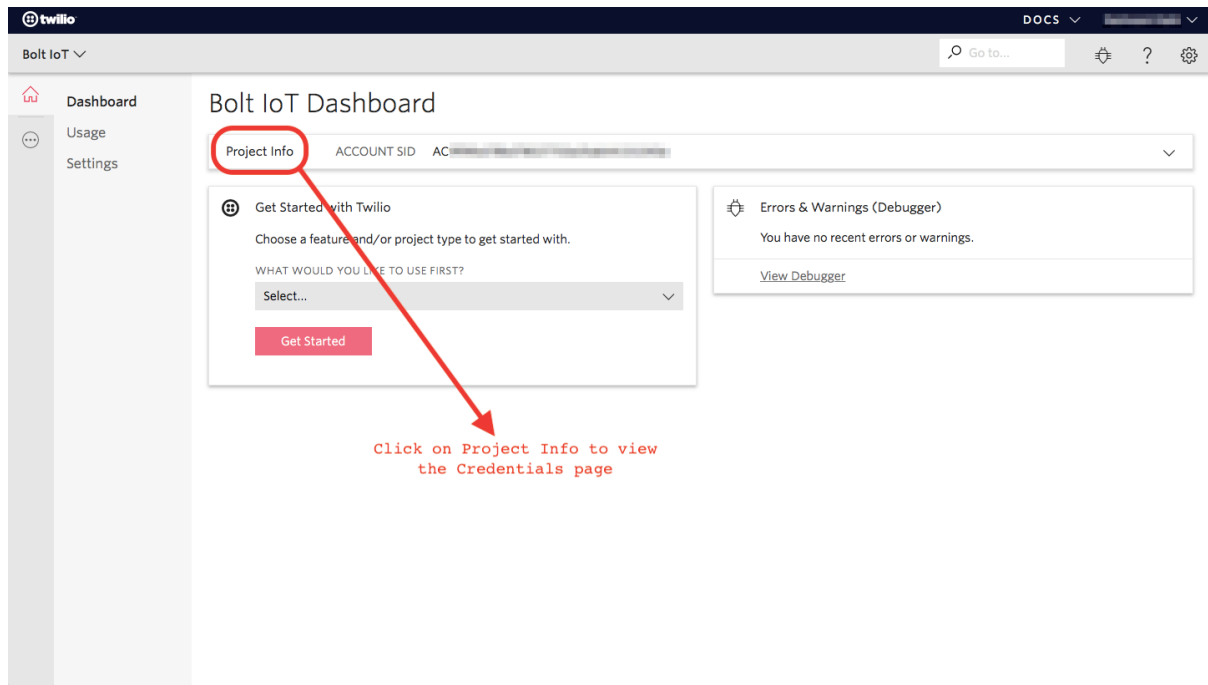 twilio
DOCS
Bolt IoT
Go to...
?
Dashboard
Usage
Settings
Bolt IoT Dashboard
Project Info ACCOUNT SID AC
Get Started with Twilio
Choose a feature and/or project type to get started with.
WHAT WOULD YOU LIKE TO USE FIRST?
Select...
Get Started
Errors & Warnings (Debugger)
You have no recent errors or warnings.
View Debugger
Click on Project Info to view
the Credentials page